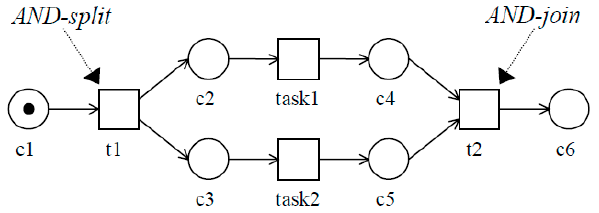 AND-split
AND-join
c2
task1
c4
c1
t1
t2
c6
c3
task2
c5